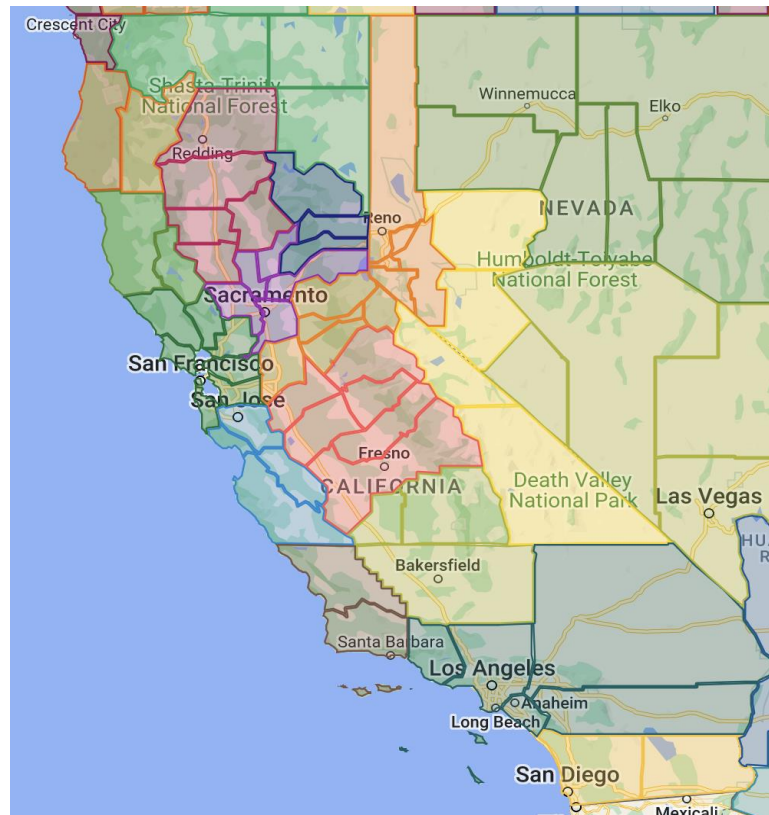 Crescent City
Shasta-Trinity
National Forest
Winnemucca
Elko
Redding
NEVADA
Reno
Humboldt-Toiyabe
National Forest
Sacramento
San Francisco
San Jose
Fresno
CALIFORNIA
Death Valley
National Park
Las Vegas
HU
R
Bakersfield
Santa Barbara
Los Angeles
Anaheim
Long Beach
San Diego
Mexicali